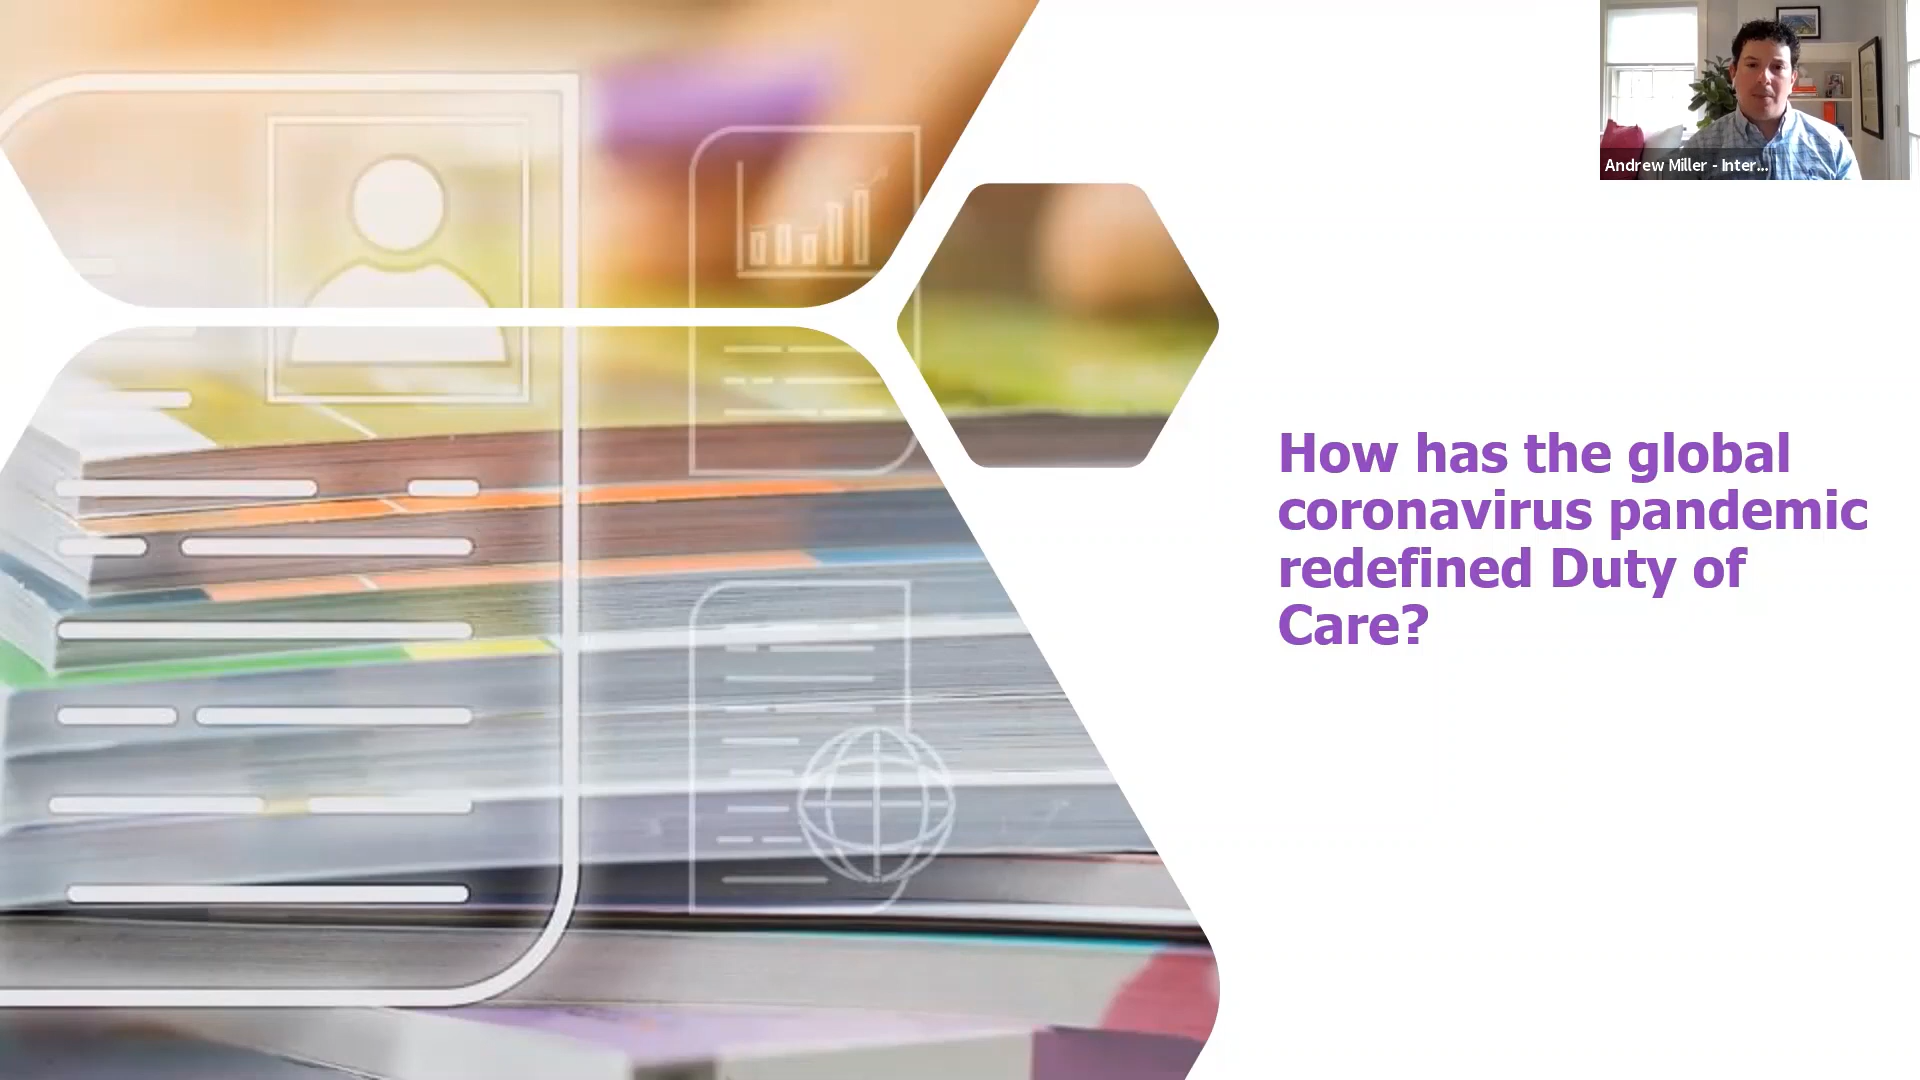 Andrew Miller - Inter...
How has the global
coronavirus pandemic
redefined Duty of
Care?